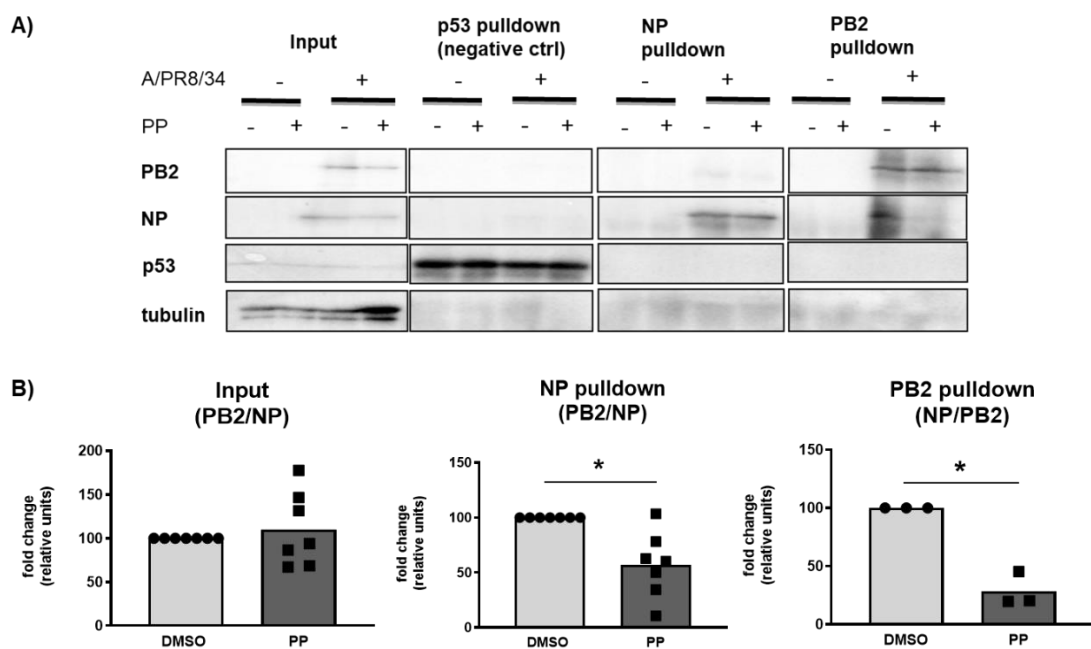 A)
Input
p53 pulldown
(negative ctrl)
NP
pulldown
PB2
pulldown
A/PR8/34 - + - + - + - +
PP - + - + - + - + - + - + - + - +
PB2
NP
p53
tubulin
B)
Input
(PB2/NP)
fold change
(relative units)
200
150
100
50
0
DMSO PP
NP pulldown
(PB2/NP)
fold change
(relative units)
150
100
50
0
*
DMSO PP
PB2 pulldown
(NP/PB2)
fold change
(relative units)
150
100
50
0
*
DMSO PP